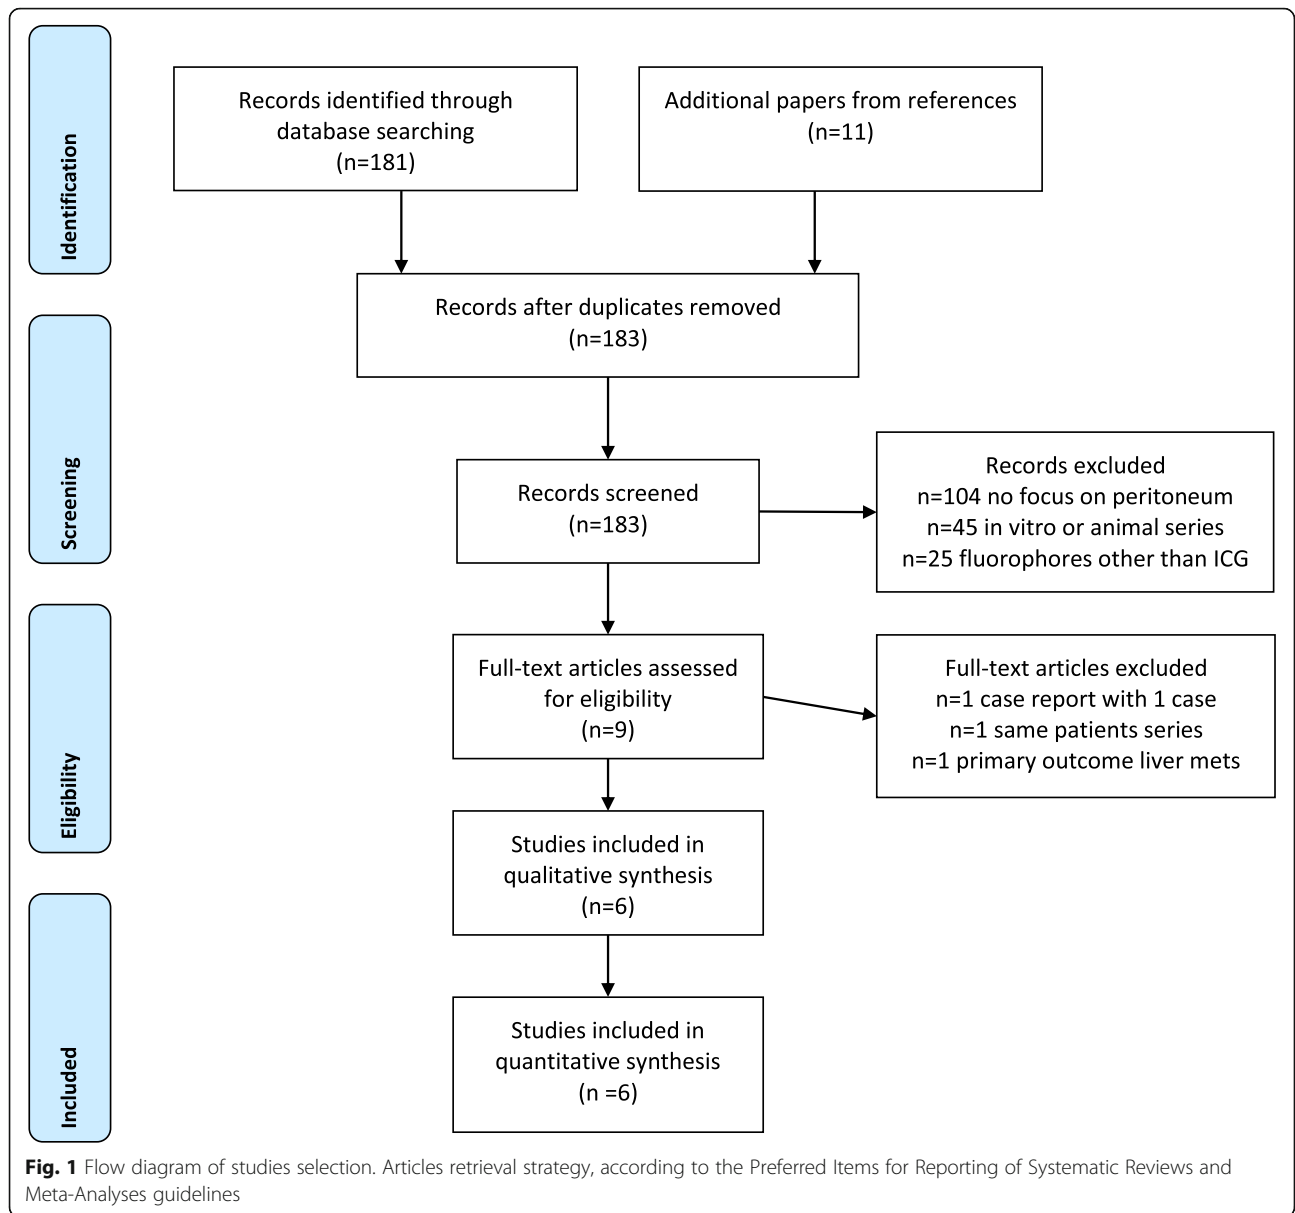 Identification
Records identified through
database searching
(n=181)
Additional papers from references
(n=11)
Records after duplicates removed
(n=183)
Screening
Records screened
(n=183)
Records excluded
n=104 no focus on peritoneum
n=45 in vitro or animal series
n=25 fluorophores other than ICG
Eligibility
Full-text articles assessed
for eligibility
(n=9)
Full-text articles excluded
n=1 case report with 1 case
n=1 same patients series
n=1 primary outcome liver mets
Studies included in
qualitative synthesis
(n=6)
Included
Studies included in
quantitative synthesis
(n =6)
Fig. 1 Flow diagram of studies selection. Articles retrieval strategy, according to the Preferred Items for Reporting of Systematic Reviews and
Meta-Analyses guidelines